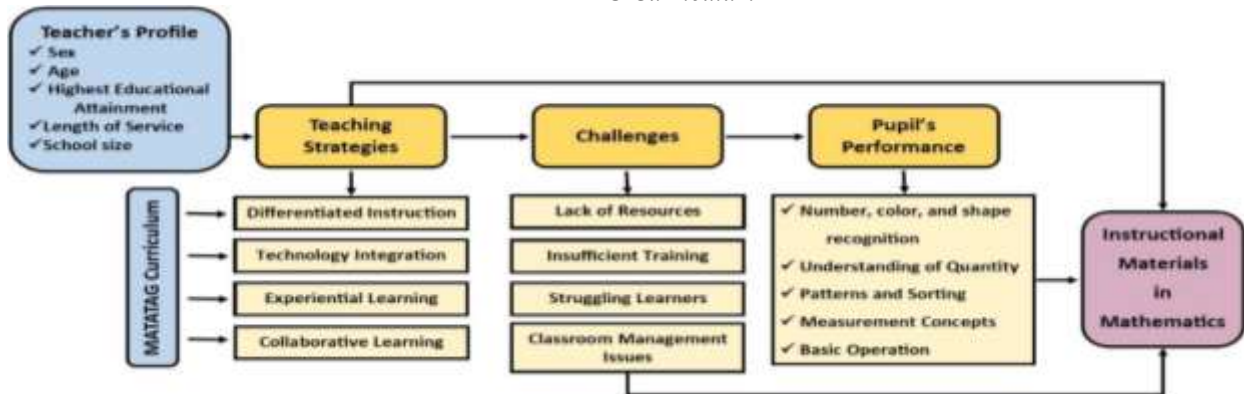 Teacher's Profile
✓ Sex
✓ Age
✓ Highest Educational
Attainment
✓Length of Service
✓School size
Teaching
Strategies
Challenges
Pupil's
Performance
MATATAG Curriculum
Differentiated Instruction
Technology Integration
Experiential Learning
Collaborative Learning
Lack of Resources
Insufficient Training
Struggling Learners
Classroom Management
Issues
✓ Number, color, and shape
recognition
✓ Understanding of Quantity
✓ Patterns and Sorting
✓ Measurement Concepts
✓ Basic Operation
Instructional
Materials
in
Mathematics